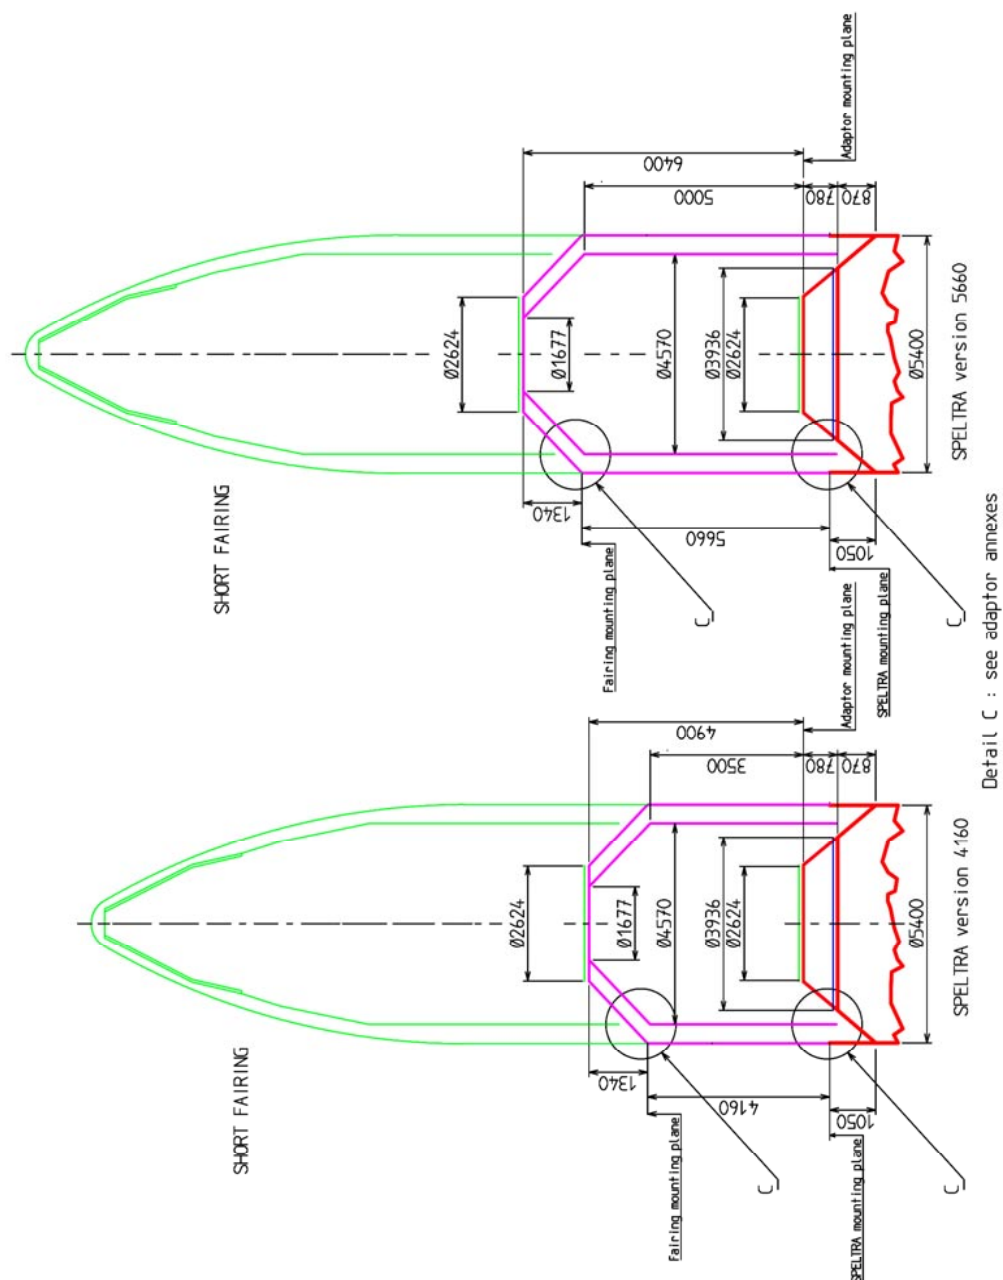 Adaptor mounting plane
6400
5000
780
870
Ø2624
Ø1677
Ø4570
Ø3936
Ø2624
Ø5400
SPELTRA version 5660
SHORT FAIRING
1340
5660
1050
Fairing mounting plane
SPELTRA mounting plane
C
C
Adaptor mounting plane
4900
3500
780
870
Ø2624
Ø1677
Ø4570
Ø3936
Ø2624
Ø5400
SPELTRA version 4160
SHORT FAIRING
1340
4160
1050
Fairing mounting plane
SPELTRA mounting plane
C
C
Detail C : see adaptor annexes